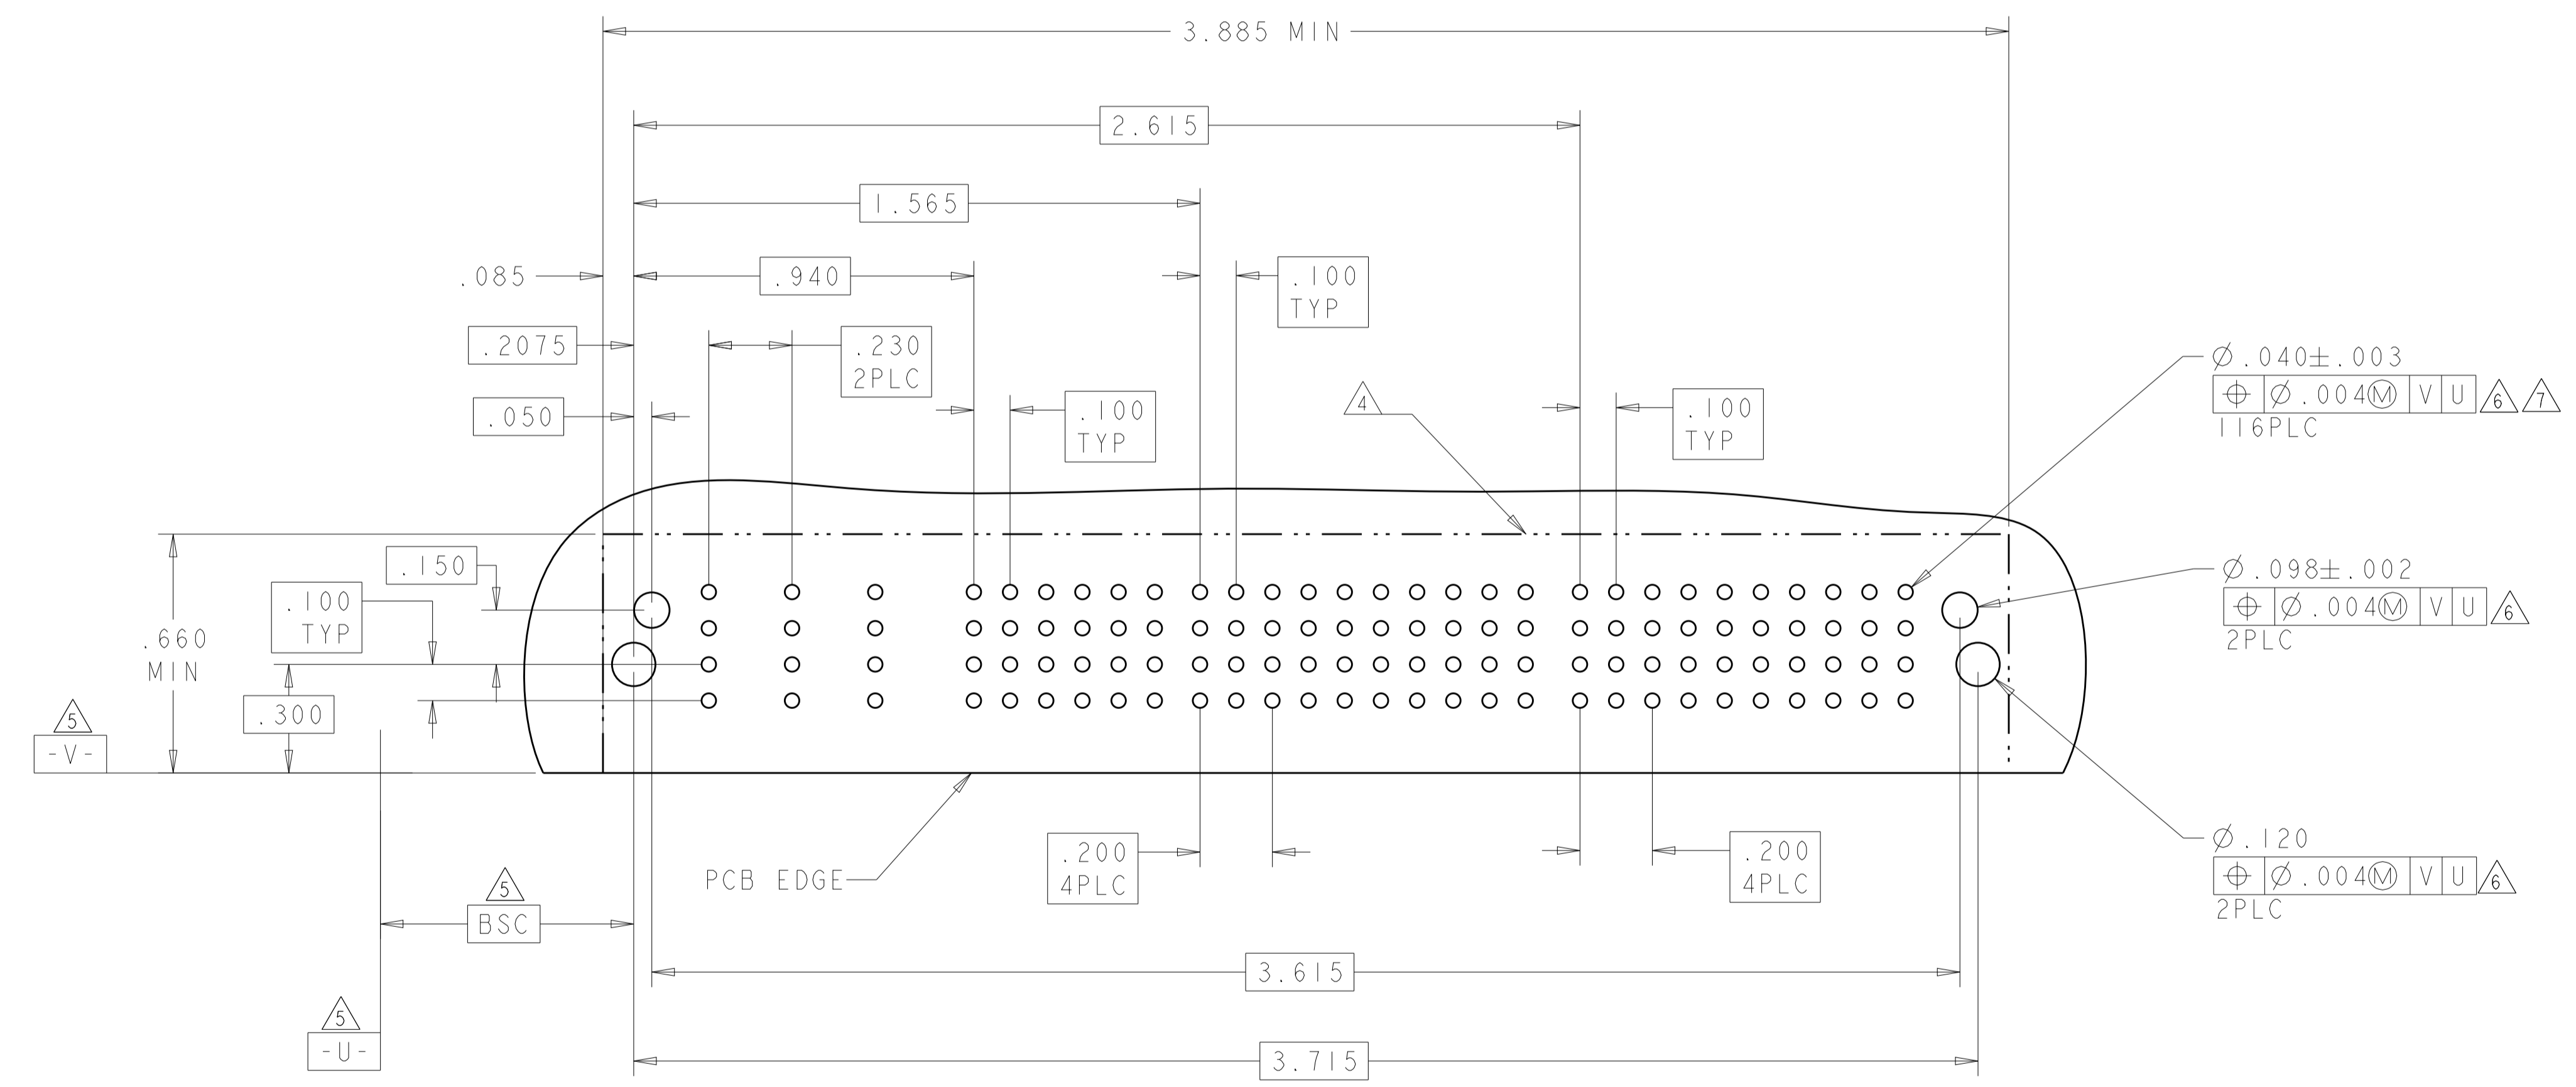 3.885 MIN
2.615
1.565
.085
.940
.100
TYP
.2075
.230
2PLC
.050
.100
TYP
4
.100
TYP
Ø.040±.003
⌖ Ø.004Ⓜ V U 6 7
116PLC
.150
.100
TYP
.660
MIN
.300
5
-V-
Ø.098±.002
⌖ Ø.004Ⓜ V U 6
2PLC
PCB EDGE
.200
4PLC
.200
4PLC
Ø.120
⌖ Ø.004Ⓜ V U 6
2PLC
5
BSC
3.615
5
-U-
3.715